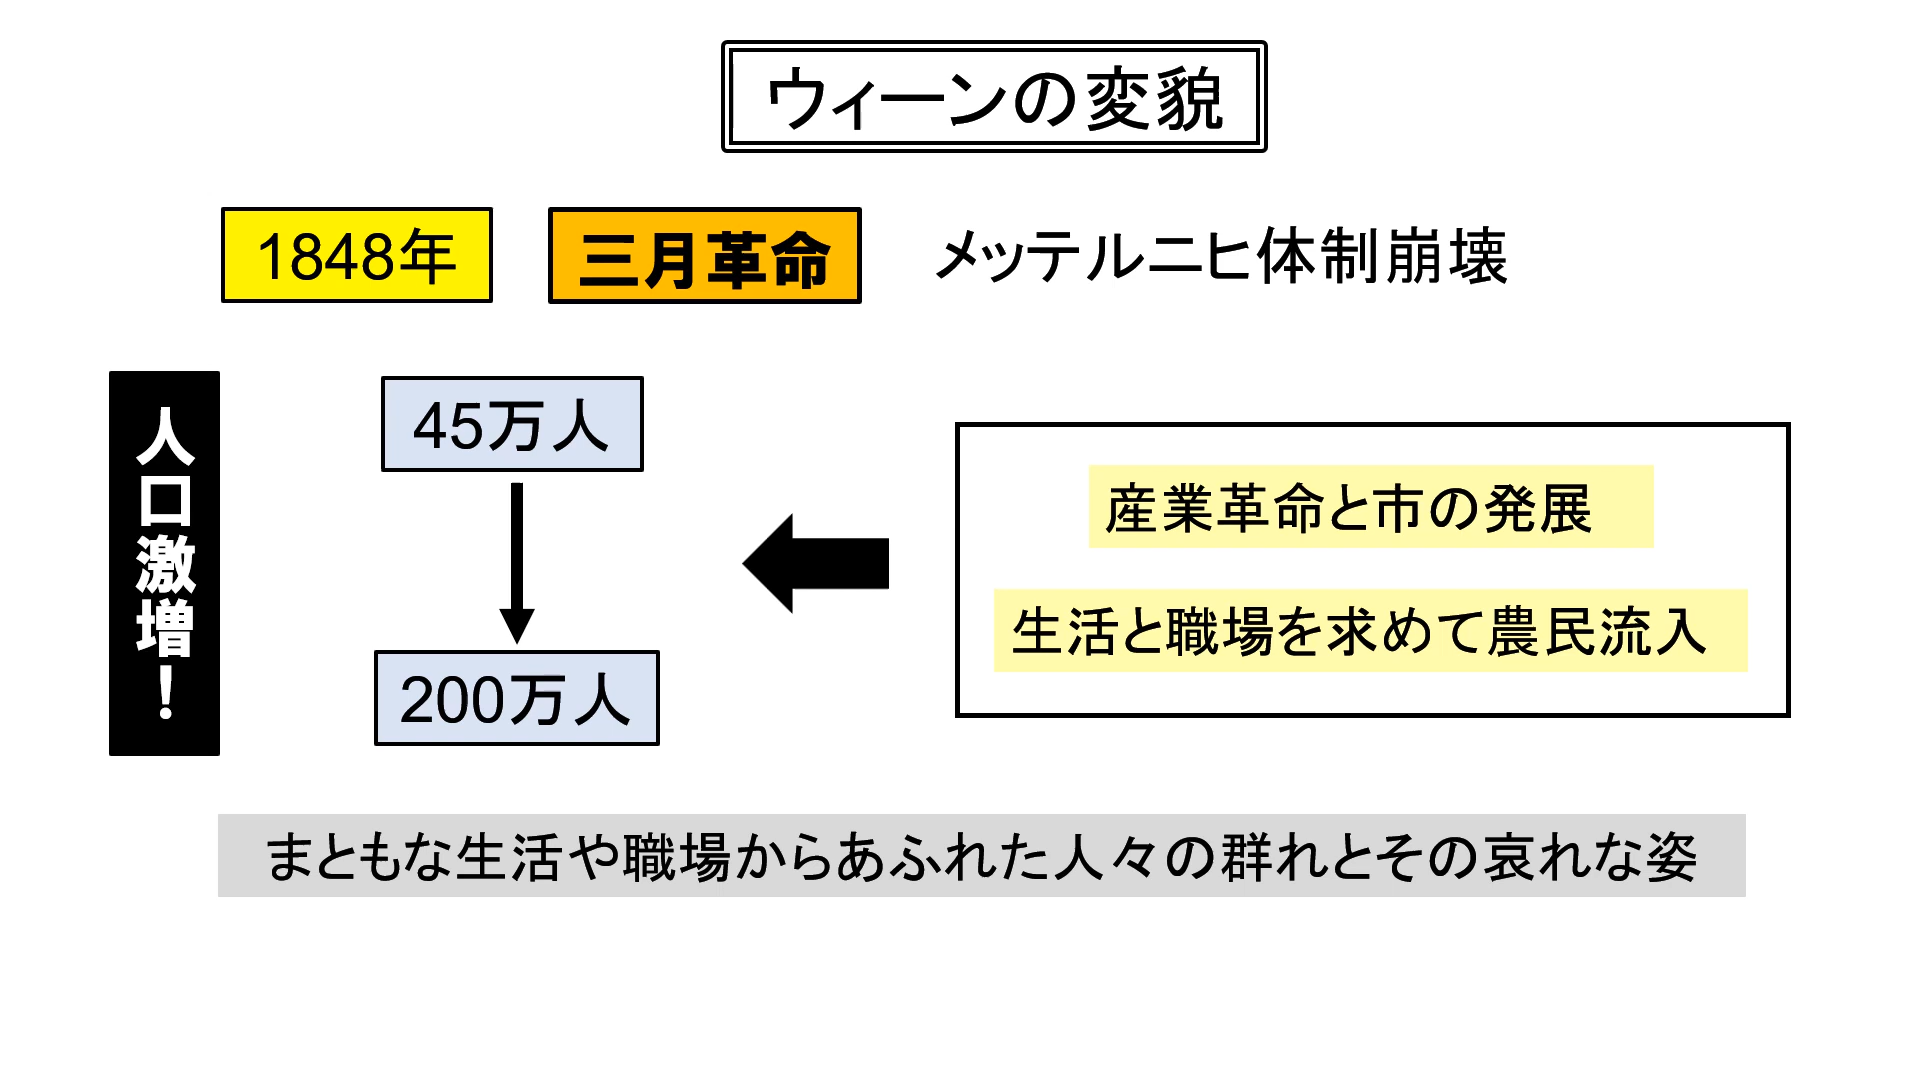 ウィーンの変貌
1848年
三月革命
メッテルニヒ体制崩壊
人口激増！
45万人
200万人
産業革命と市の発展
生活と職場を求めて農民流入
まともな生活や職場からあふれた人々の群れとその哀れな姿